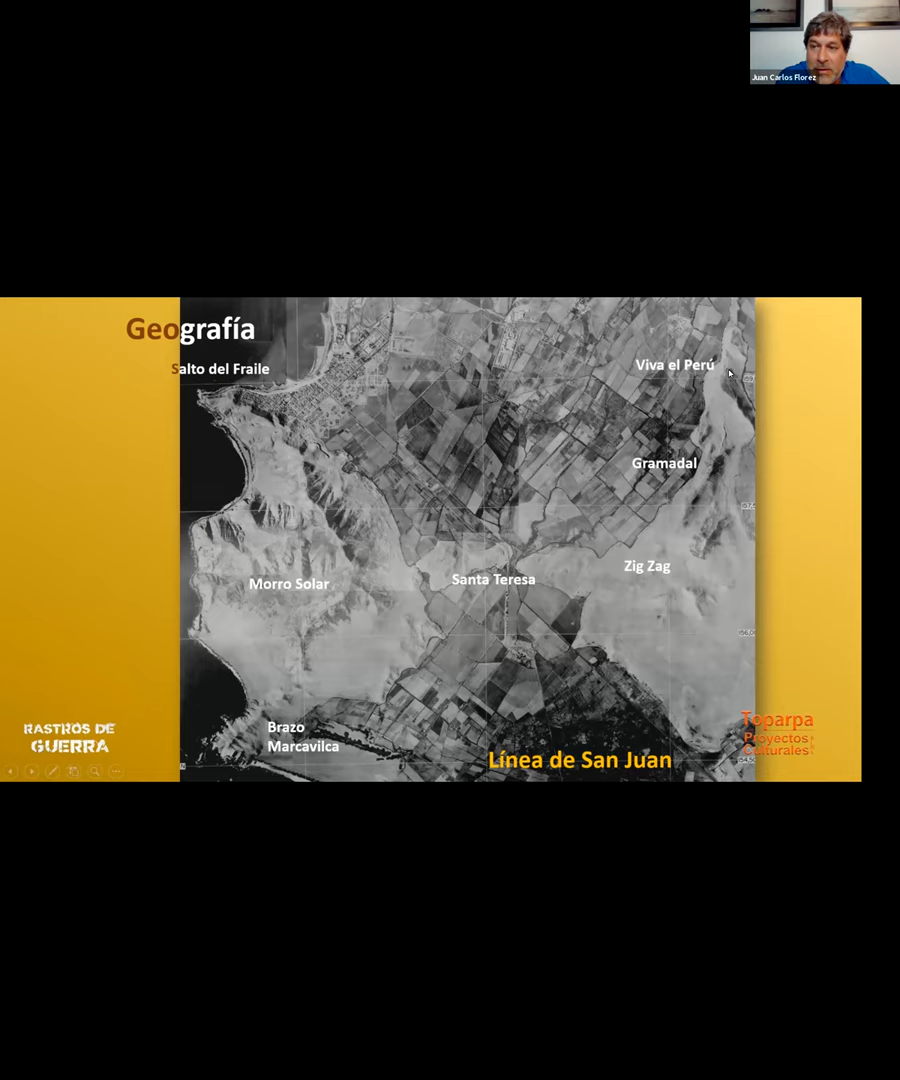 Juan Carlos Florez
Geografía
Salto del Fraile
Viva el Perú
Gramadal
Zig Zag
Santa Teresa
Morro Solar
Brazo
Marcavilca
Línea de San Juan
RASTROS DE
GUERRA
Toparpa
Proyectos
Culturales